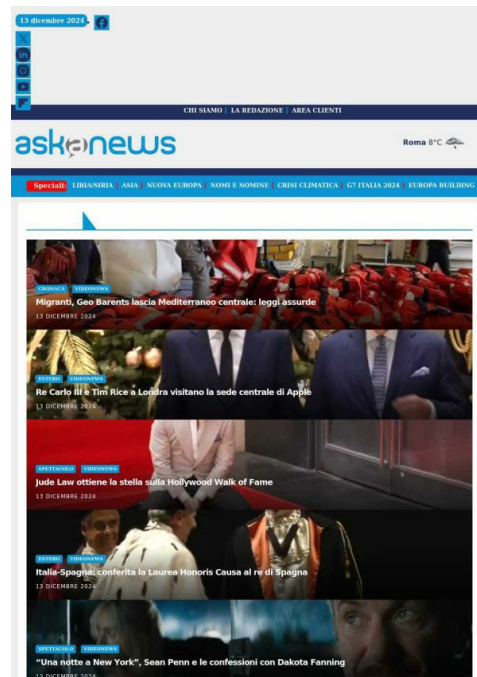 13 dicembre 2024
CHI SIAMO | LA REDAZIONE | AREA CLIENTI
askanews
Roma 8°C
Speciali: LIBIA/SIRIA | ASIA | NUOVA EUROPA | NOMI E NOMINE | CRISI CLIMATICA | G7 ITALIA 2024 | EUROPA BUILDING
CRONACA VIDEONEWS
Migranti, Geo Barents lascia Mediterraneo centrale: leggi assurde
13 DICEMBRE 2024
ESTERO VIDEONEWS
Re Carlo III e Tim Rice a Londra visitano la sede centrale di Apple
13 DICEMBRE 2024
SPETTACOLO VIDEONEWS
Jude Law ottiene la stella sulla Hollywood Walk of Fame
13 DICEMBRE 2024
ESTERO VIDEONEWS
Italia-Spagna: conferita la Laurea Honoris Causa al re di Spagna
13 DICEMBRE 2024
SPETTACOLO VIDEONEWS
“Una notte a New York”, Sean Penn e le confessioni con Dakota Fanning
13 DICEMBRE 2024